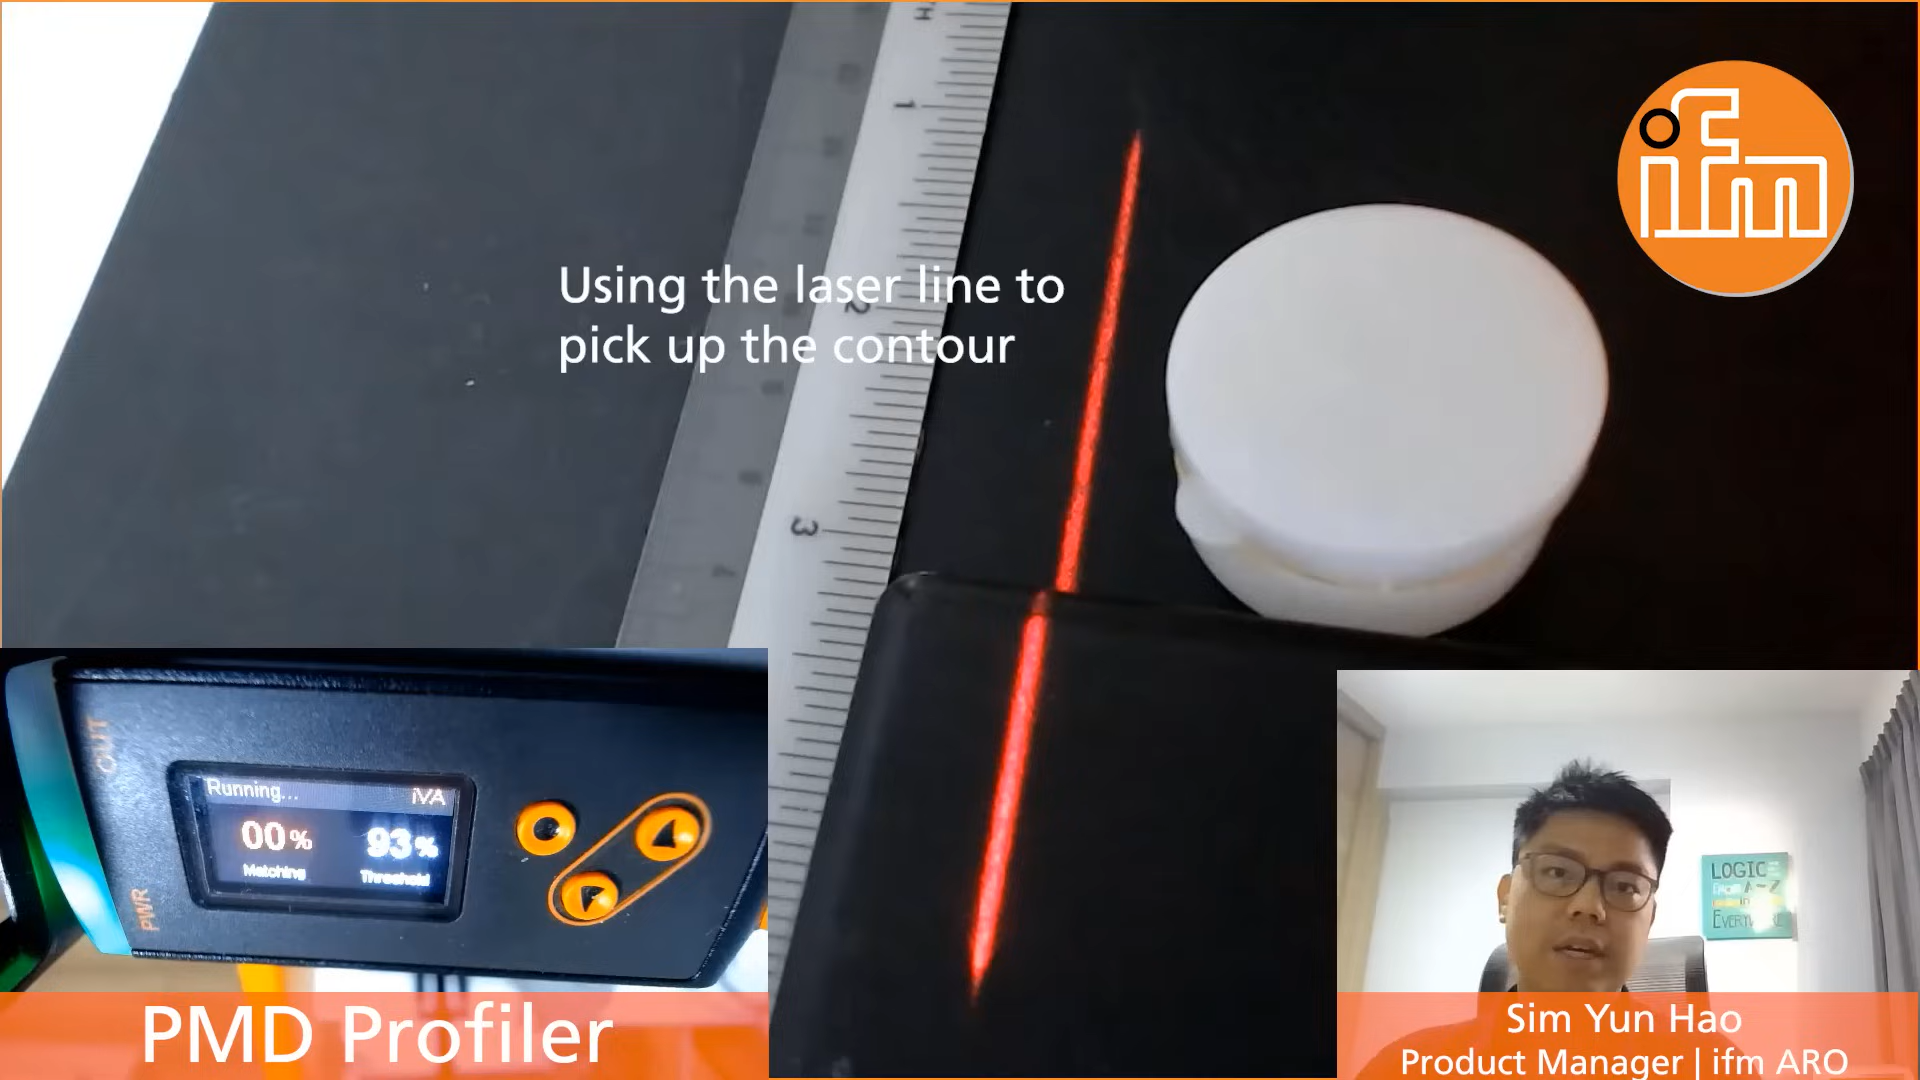 1
2
3
ifm
Using the laser line to
pick up the contour
OUT
PWR
Running... iVA
00% 93%
Matching Threshold
PMD Profiler
LOGIC
A~Z
Sim Yun Hao
Product Manager | ifm ARO